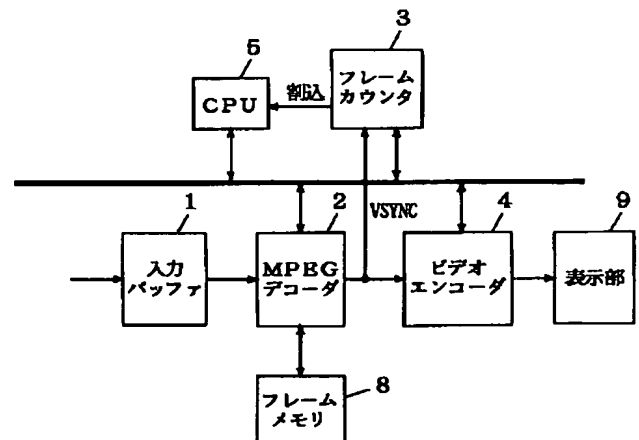 3
5
フレーム
カウンタ
割込
CPU
1
2
VSYNC
4
9
入力
バッファ
MPEG
デコーダ
ビデオ
エンコーダ
表示部
8
フレーム
メモリ